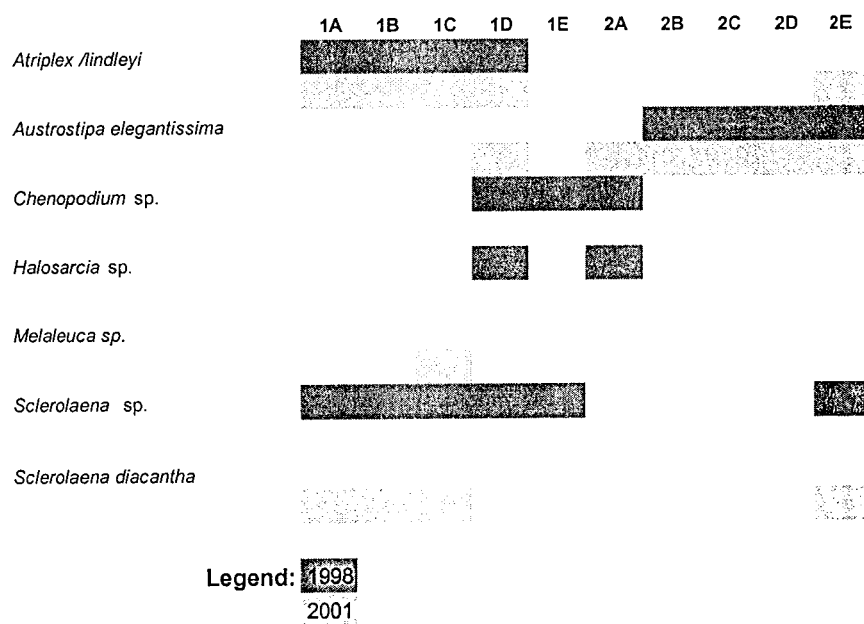 1A 1B 1C 1D 1E 2A 2B 2C 2D 2E
Atriplex /lindleyi
Austrostipa elegantissima
Chenopodium sp.
Halosarcia sp.
Melaleuca sp.
Sclerolaena sp.
Sclerolaena diacantha
Legend: 1998
2001